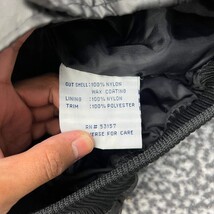 OUT SHELL: 100% NYLON
WAX COATING
LINING : 100% NYLON
TRIM : 100% POLYESTER
RN# 53157
REVERSE FOR CARE